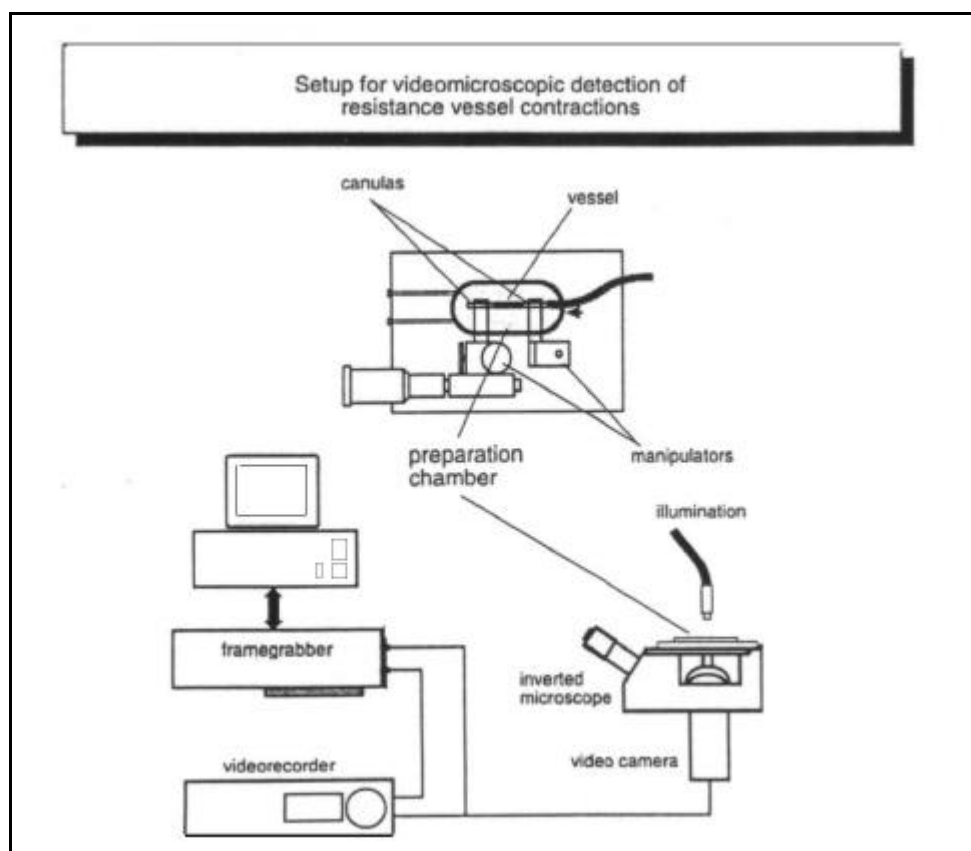 Setup for videomicroscopic detection of
resistance vessel contractions
canulas
vessel
preparation
chamber
manipulators
illumination
framegrabber
inverted
microscope
videorecorder
video camera